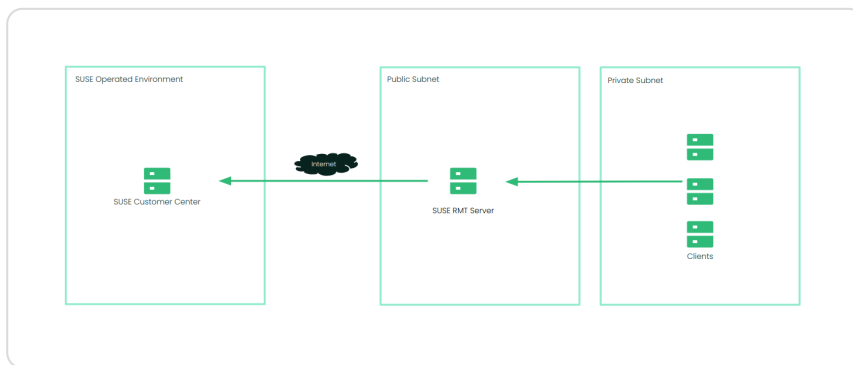 SUSE Operated Environment
Public Subnet
Private Subnet
Internet
SUSE Customer Center
SUSE RMT Server
Clients